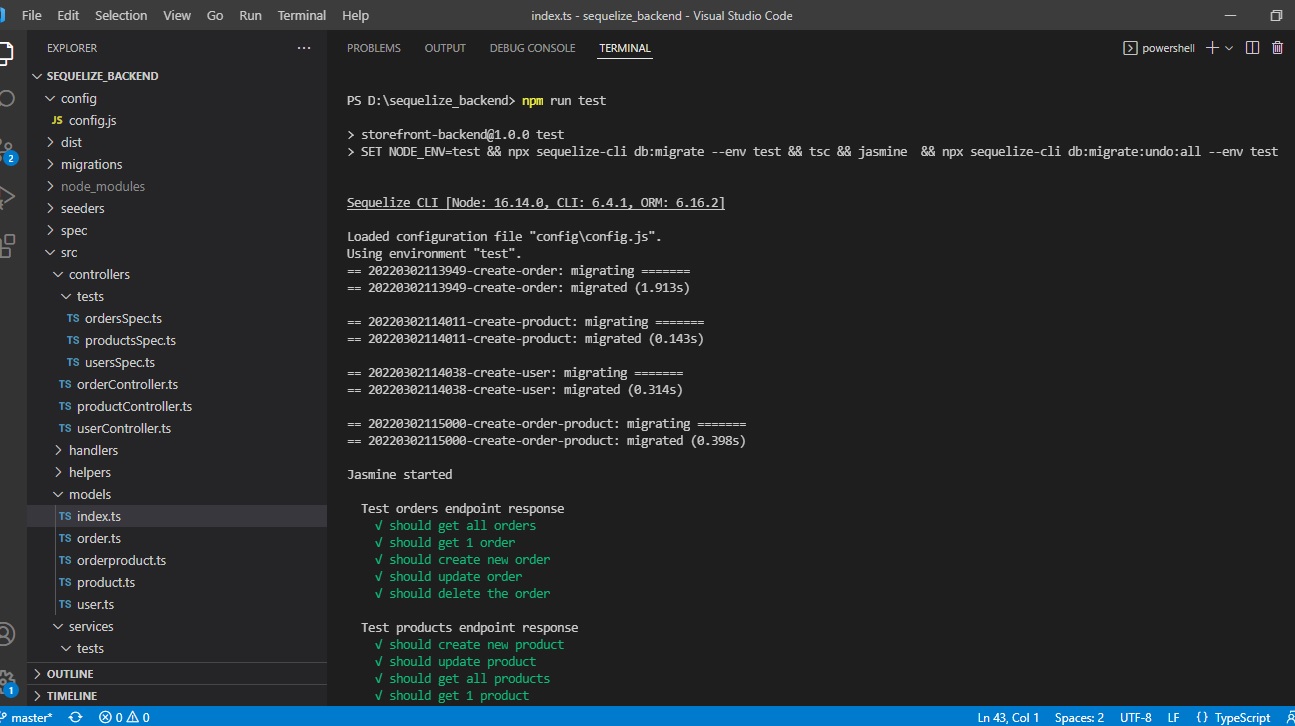 File Edit Selection View Go Run Terminal Help index.ts - sequelize_backend - Visual Studio Code
EXPLORER ...
SEQUELIZE_BACKEND
config
JS config.js
dist
migrations
node_modules
seeders
spec
src
controllers
tests
TS ordersSpec.ts
TS productsSpec.ts
TS usersSpec.ts
TS orderController.ts
TS productController.ts
TS userController.ts
handlers
helpers
models
TS index.ts
TS order.ts
TS orderproduct.ts
TS product.ts
TS user.ts
services
tests
OUTLINE
TIMELINE
2
1
PROBLEMS OUTPUT DEBUG CONSOLE TERMINAL powershell
PS D:\sequelize_backend> npm run test
> storefront-backend@1.0.0 test
> SET NODE_ENV=test && npx sequelize-cli db:migrate --env test && tsc && jasmine  && npx sequelize-cli db:migrate:undo:all --env test
Sequelize CLI [Node: 16.14.0, CLI: 6.4.1, ORM: 6.16.2]
Loaded configuration file "config\config.js".
Using environment "test".
== 20220302113949-create-order: migrating =======
== 20220302113949-create-order: migrated (1.913s)
== 20220302114011-create-product: migrating =======
== 20220302114011-create-product: migrated (0.143s)
== 20220302114038-create-user: migrating =======
== 20220302114038-create-user: migrated (0.314s)
== 20220302115000-create-order-product: migrating =======
== 20220302115000-create-order-product: migrated (0.398s)
Jasmine started
Test orders endpoint response
√ should get all orders
√ should get 1 order
√ should create new order
√ should update order
√ should delete the order
Test products endpoint response
√ should create new product
√ should update product
√ should get all products
√ should get 1 product
master* 0 0 Ln 43, Col 1 Spaces: 2 UTF-8 LF { } TypeScript